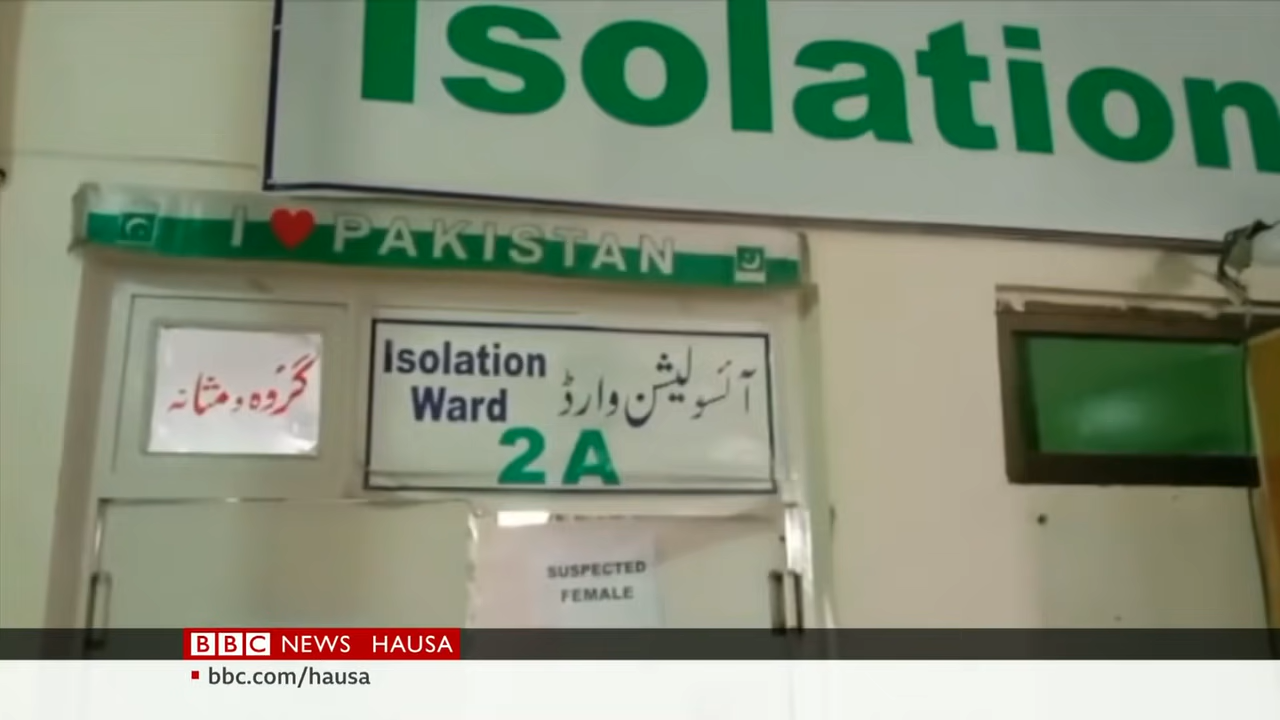 Isolation
I ❤ PAKISTAN
گردہ و مثانہ
Isolation
Ward
آئسولیشن وارڈ
2A
SUSPECTED
FEMALE
BBC NEWS HAUSA
bbc.com/hausa